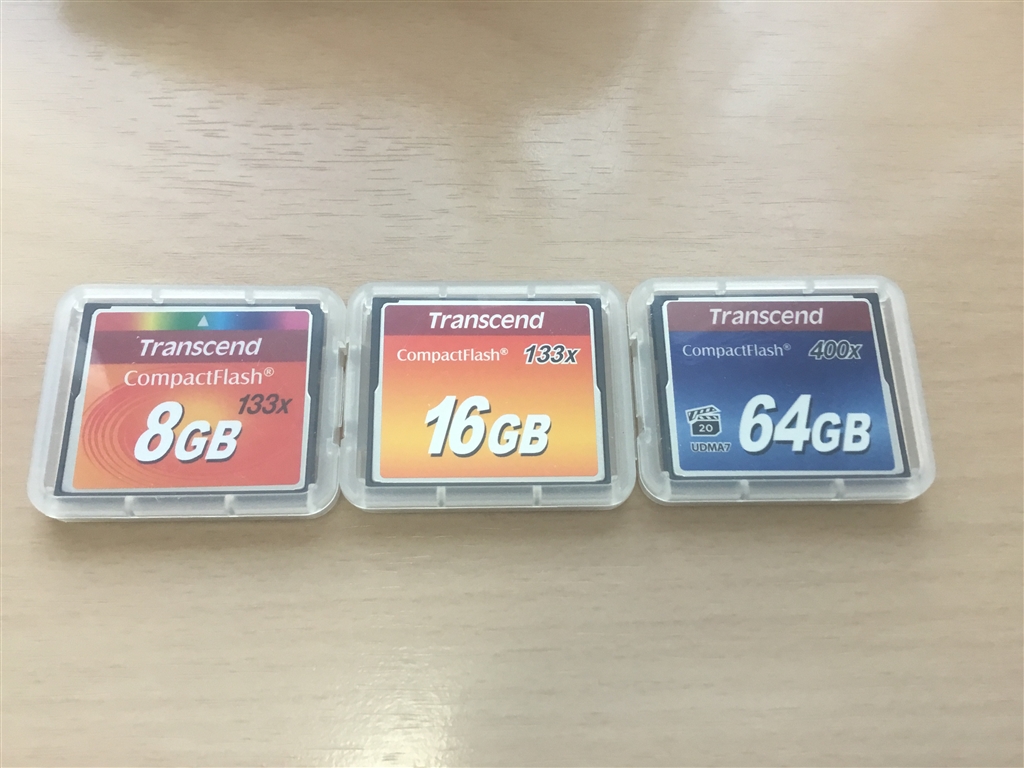 Transcend
CompactFlash®
133x
8GB
Transcend
CompactFlash® 133x
16GB
Transcend
CompactFlash® 400x
20
UDMA7
64GB